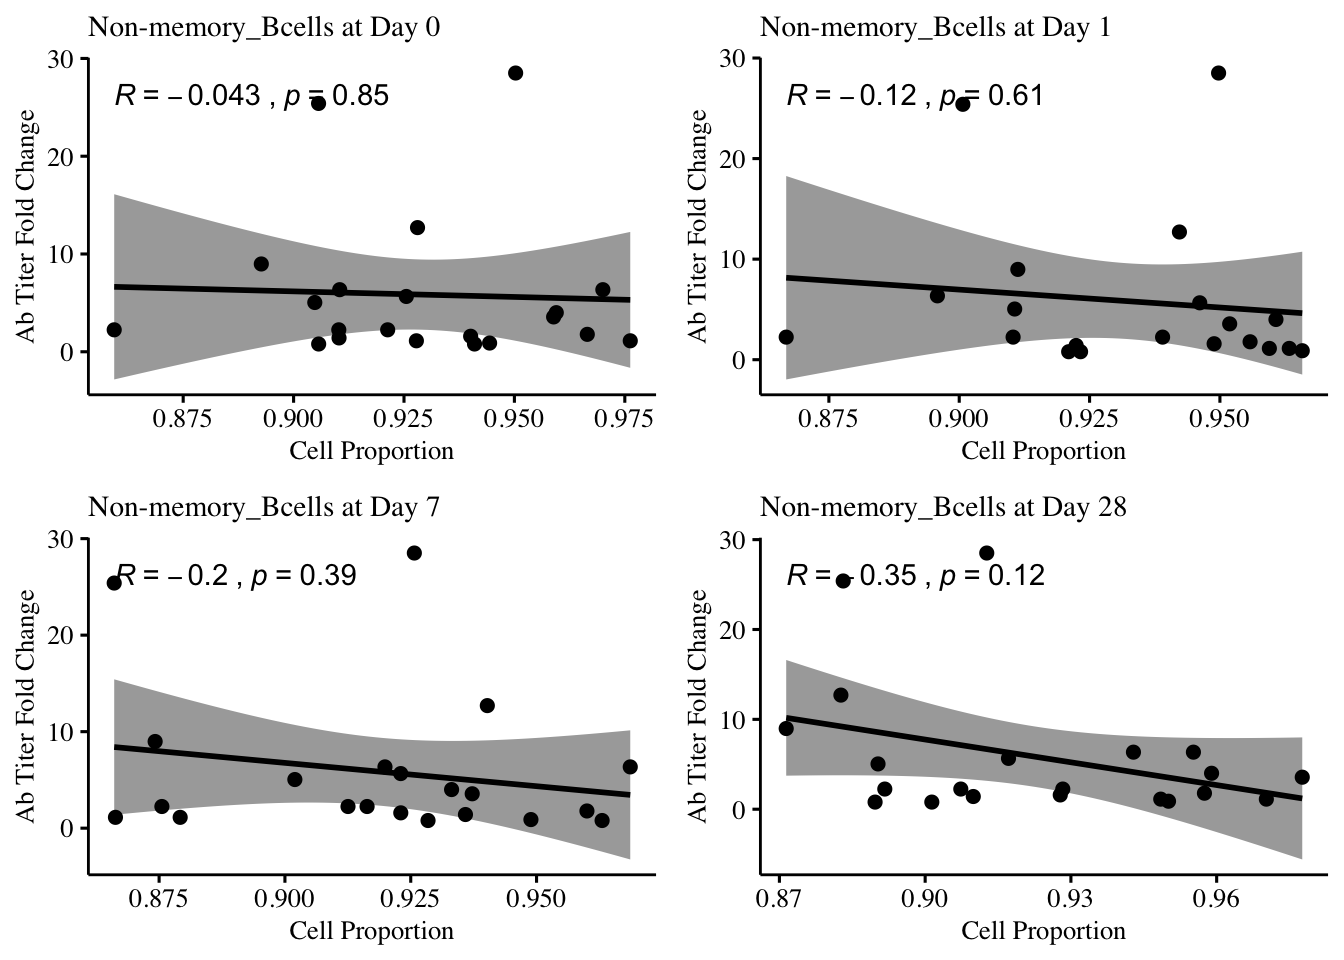 Non-memory_Bcells at Day 0
R = −0.043 , p = 0.85
Ab Titer Fold Change
30
20
10
0
0.875 0.900 0.925 0.950 0.975
Cell Proportion
Non-memory_Bcells at Day 1
R = −0.12 , p = 0.61
Ab Titer Fold Change
30
20
10
0
0.875 0.900 0.925 0.950
Cell Proportion
Non-memory_Bcells at Day 7
R = −0.2 , p = 0.39
Ab Titer Fold Change
30
20
10
0
0.875 0.900 0.925 0.950
Cell Proportion
Non-memory_Bcells at Day 28
R = −0.35 , p = 0.12
Ab Titer Fold Change
30
20
10
0
0.87 0.90 0.93 0.96
Cell Proportion